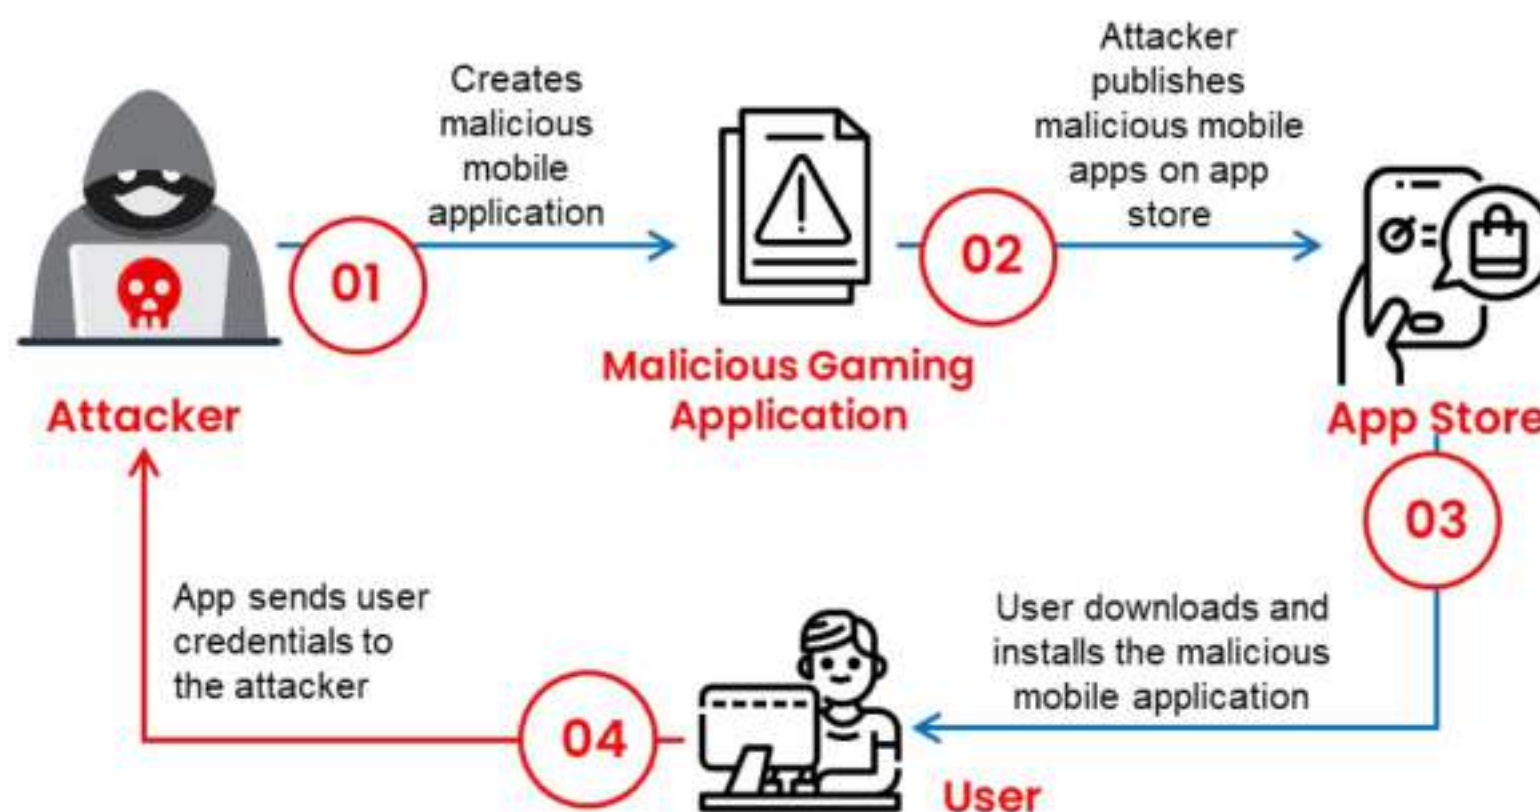 Creates
malicious
mobile
application
01
Attacker
Malicious Gaming
Application
Attacker
publishes
malicious mobile
apps on app
store
02
App Store
03
User downloads and
installs the malicious
mobile application
User
04
App sends user
credentials to
the attacker